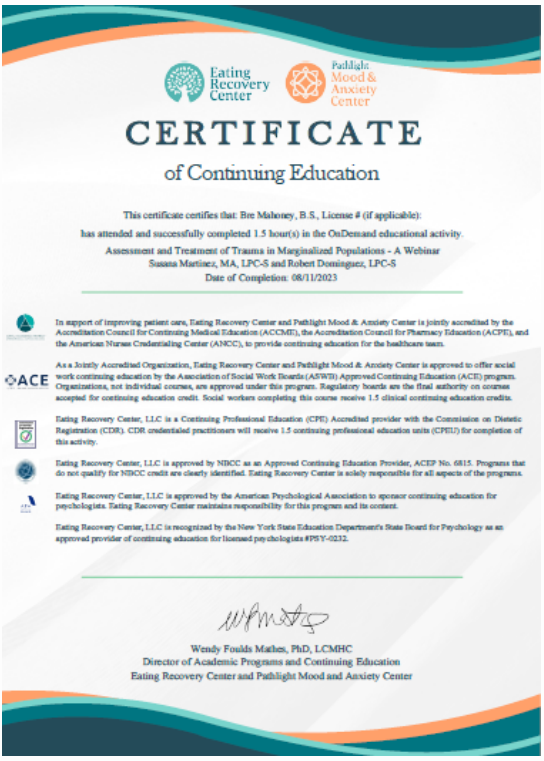 Eating
Recovery
Center
Pathlight
Mood &
Anxiety
Center
CERTIFICATE
of Continuing Education
This certificate certifies that: Bre Mahoney, B.S., License # (if applicable):
has attended and successfully completed 1.5 hour(s) in the OnDemand educational activity.
Assessment and Treatment of Trauma in Marginalized Populations - A Webinar
Susana Martinez, MA, LPC-S and Robert Dominguez, LPC-S
Date of Completion: 08/11/2023
In support of improving patient care, Eating Recovery Center and Pathlight Mood & Anxiety Center is jointly accredited by the
Accreditation Council for Continuing Medical Education (ACCME), the Accreditation Council for Pharmacy Education (ACPE), and
the American Nurses Credentialing Center (ANCC), to provide continuing education for the healthcare team.
ACE
As a Jointly Accredited Organization, Eating Recovery Center and Pathlight Mood & Anxiety Center is approved to offer social
work continuing education by the Association of Social Work Boards (ASWB) Approved Continuing Education (ACE) program.
Organizations, not individual courses, are approved under this program. Regulatory boards are the final authority on courses
accepted for continuing education credit. Social workers completing this course receive 1.5 clinical continuing education credits.
Eating Recovery Center, LLC is a Continuing Professional Education (CPE) Accredited provider with the Commission on Dietetic
Registration (CDR). CDR credentialed practitioners will receive 1.5 continuing professional education units (CPEU) for completion of
this activity.
Eating Recovery Center, LLC is approved by NBCC as an Approved Continuing Education Provider, ACEP No. 6815. Programs that
do not qualify for NBCC credit are clearly identified. Eating Recovery Center is solely responsible for all aspects of the programs.
Eating Recovery Center, LLC is approved by the American Psychological Association to sponsor continuing education for
psychologists. Eating Recovery Center maintains responsibility for this program and its content.
Eating Recovery Center, LLC is recognized by the New York State Education Department's State Board for Psychology as an
approved provider of continuing education for licensed psychologists #PSY-0232.
Wendy Foulds Mathes, PhD, LCMHC
Director of Academic Programs and Continuing Education
Eating Recovery Center and Pathlight Mood and Anxiety Center